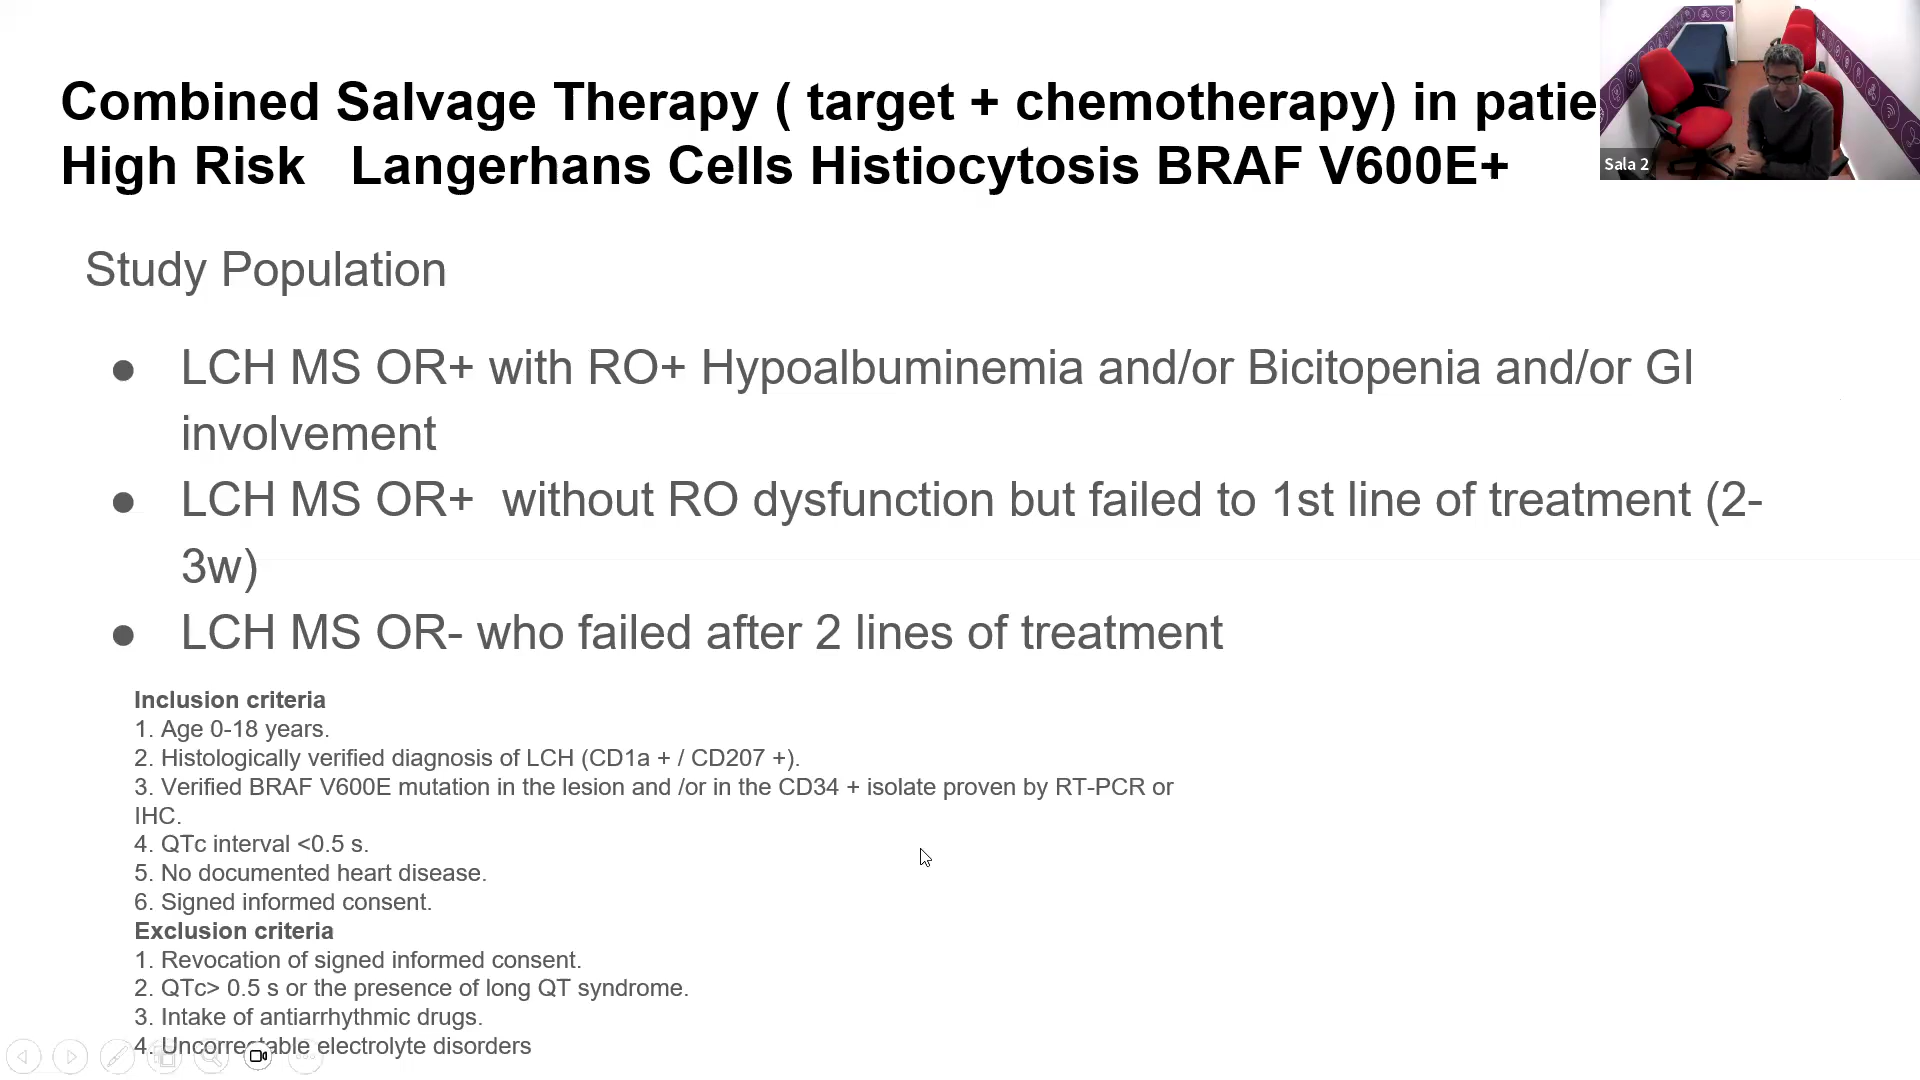 Combined Salvage Therapy ( target + chemotherapy) in patie
High Risk   Langerhans Cells Histiocytosis BRAF V600E+
Sala 2
Study Population
● LCH MS OR+ with RO+ Hypoalbuminemia and/or Bicitopenia and/or GI
involvement
● LCH MS OR+  without RO dysfunction but failed to 1st line of treatment (2-
3w)
● LCH MS OR- who failed after 2 lines of treatment
Inclusion criteria
1. Age 0-18 years.
2. Histologically verified diagnosis of LCH (CD1a + / CD207 +).
3. Verified BRAF V600E mutation in the lesion and /or in the CD34 + isolate proven by RT-PCR or
IHC.
4. QTc interval <0.5 s.
5. No documented heart disease.
6. Signed informed consent.
Exclusion criteria
1. Revocation of signed informed consent.
2. QTc> 0.5 s or the presence of long QT syndrome.
3. Intake of antiarrhythmic drugs.
4. Uncorrectable electrolyte disorders